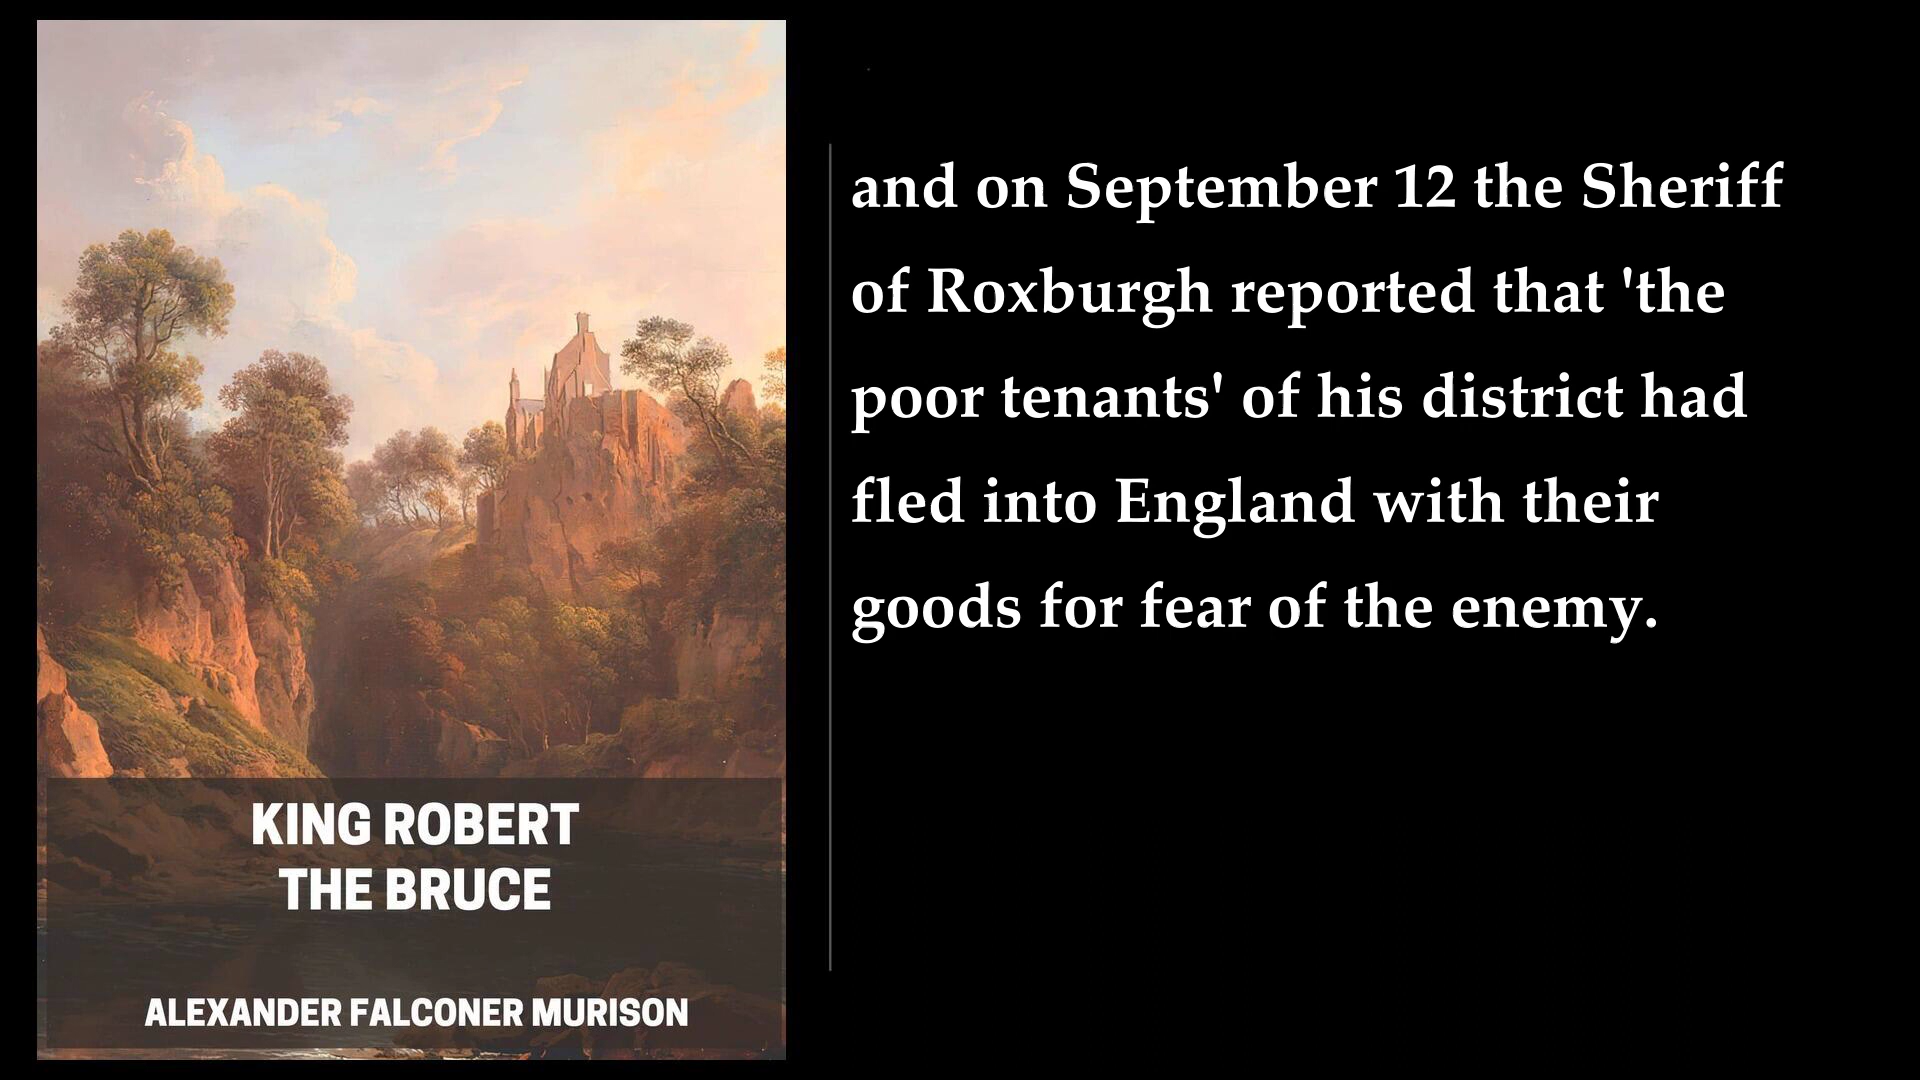 KING ROBERT
THE BRUCE
ALEXANDER FALCONER MURISON
and on September 12 the Sheriff
of Roxburgh reported that 'the
poor tenants' of his district had
fled into England with their
goods for fear of the enemy.